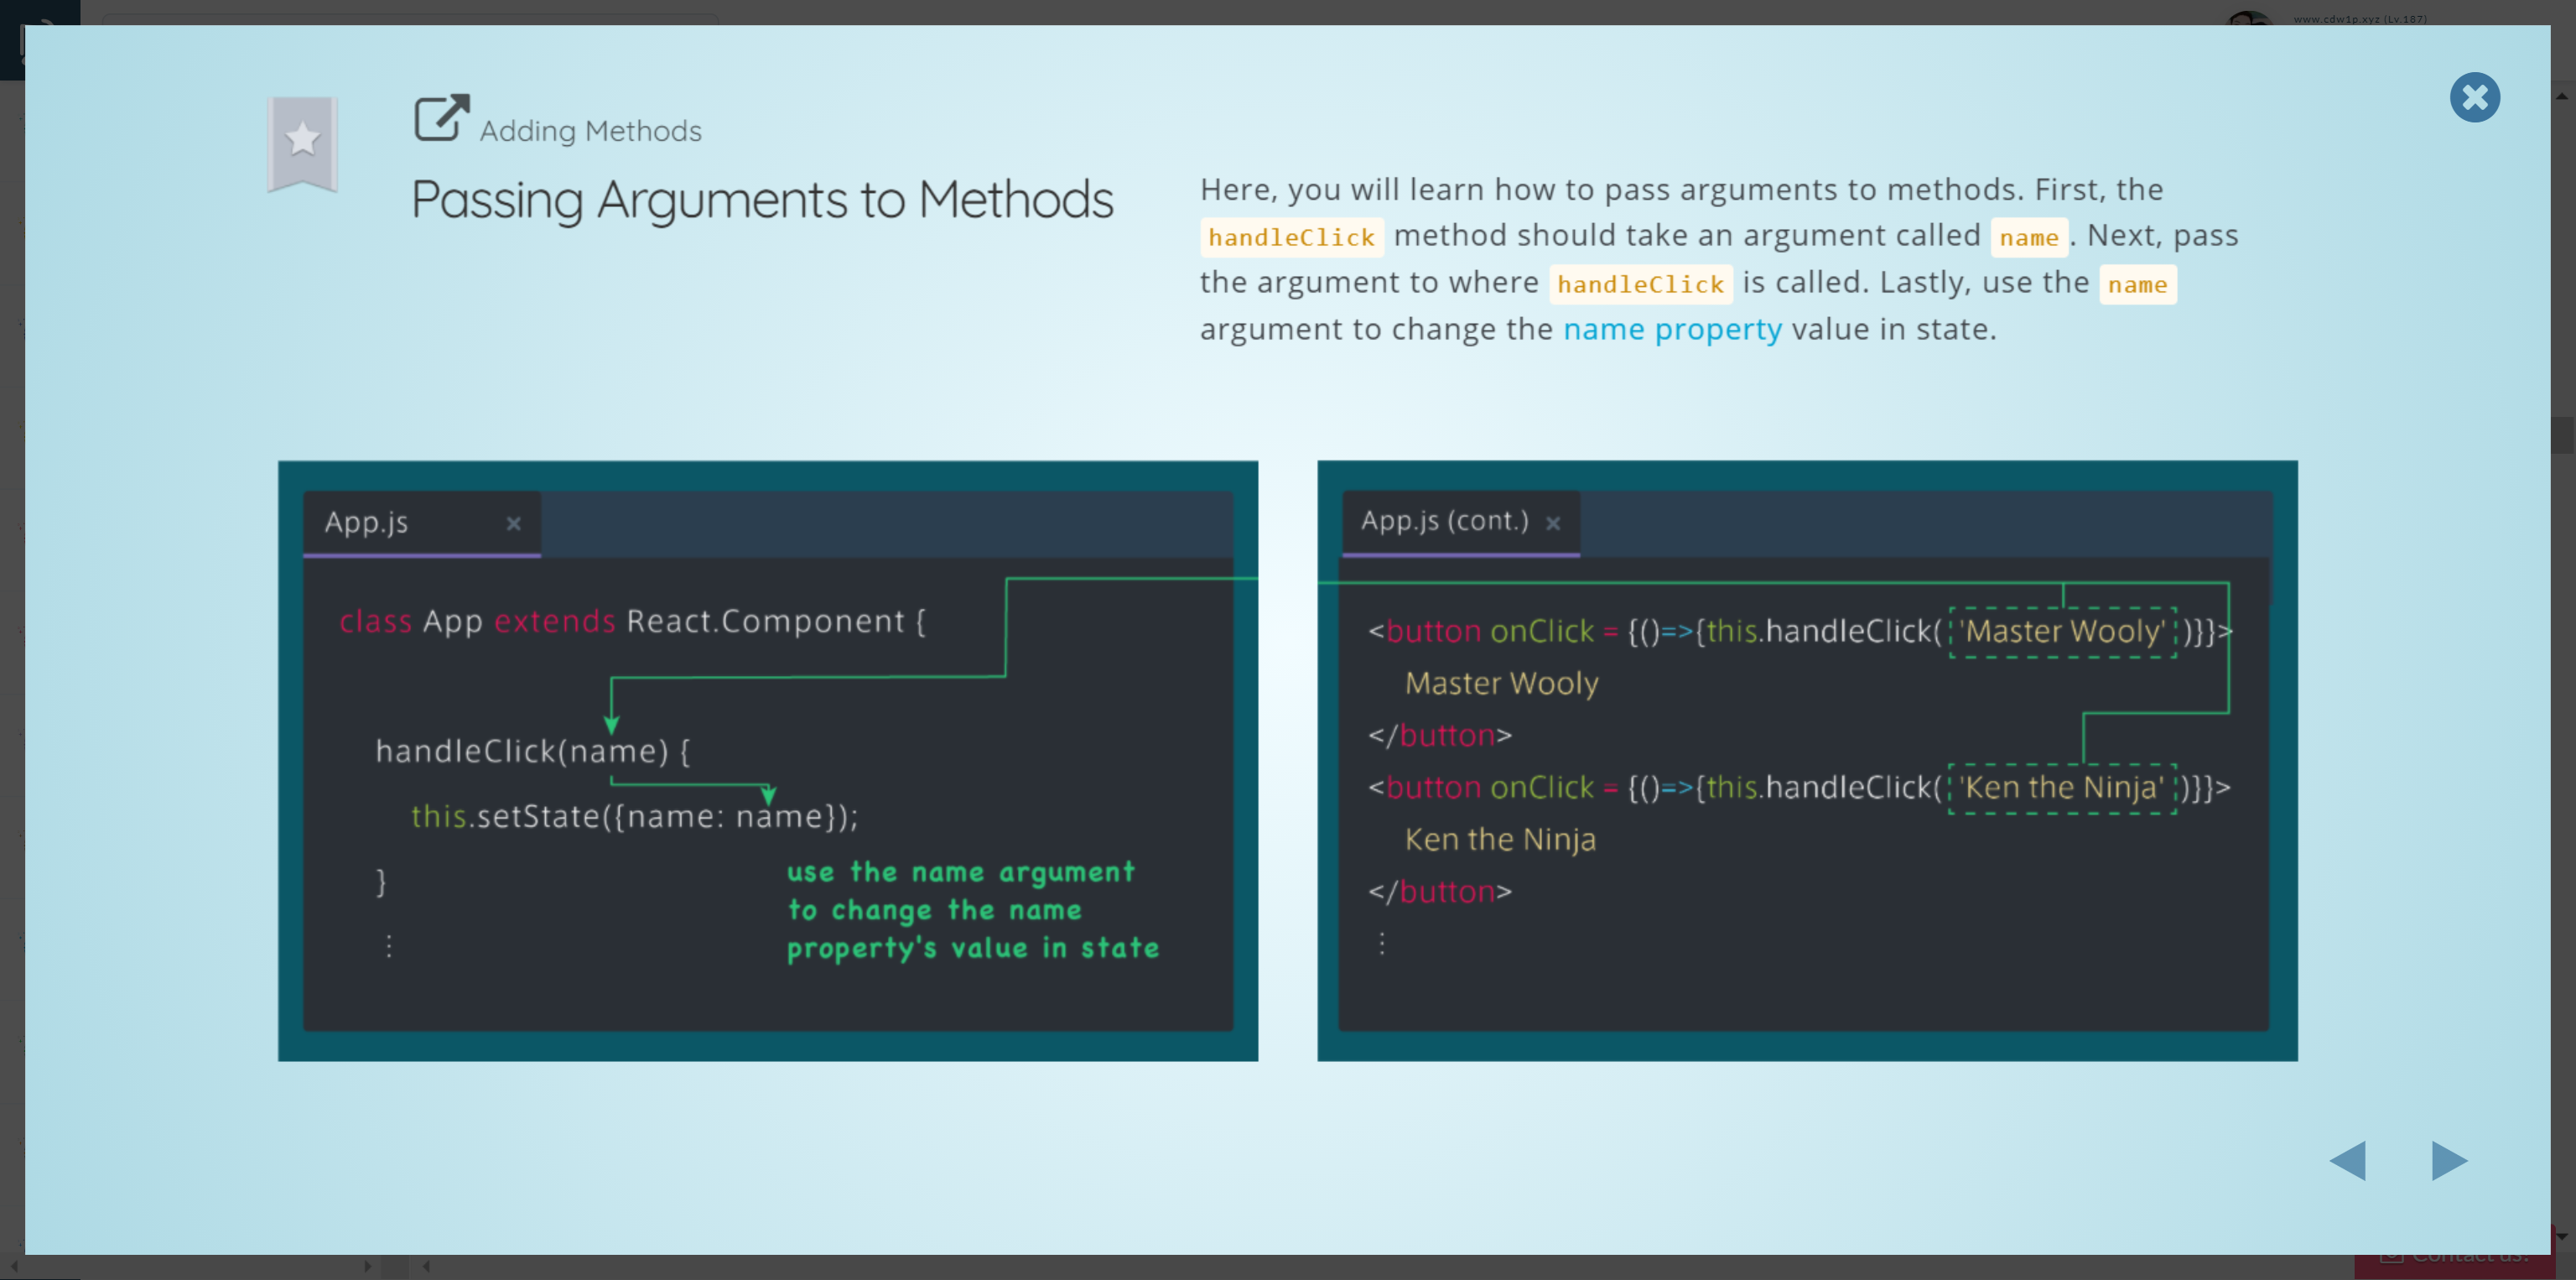 www.cdw1p.xyz (Lv.187)
Adding Methods
Passing Arguments to Methods
Here, you will learn how to pass arguments to methods. First, the
handleClick method should take an argument called name . Next, pass
the argument to where handleClick is called. Lastly, use the name
argument to change the name property value in state.
App.js ×
class App extends React.Component {
handleClick(name) {
this.setState({name: name});
use the name argument
}
to change the name
property's value in state
⋮
App.js (cont.) ×
<button onClick = {()=>{this.handleClick('Master Wooly')}}>
Master Wooly
</button>
<button onClick = {()=>{this.handleClick('Ken the Ninja')}}>
Ken the Ninja
</button>
⋮
Contact us!